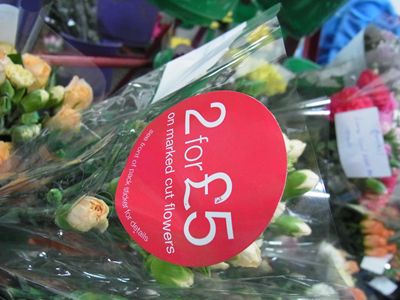 2 for £5
on marked cut flowers
see front of pack sticker for details